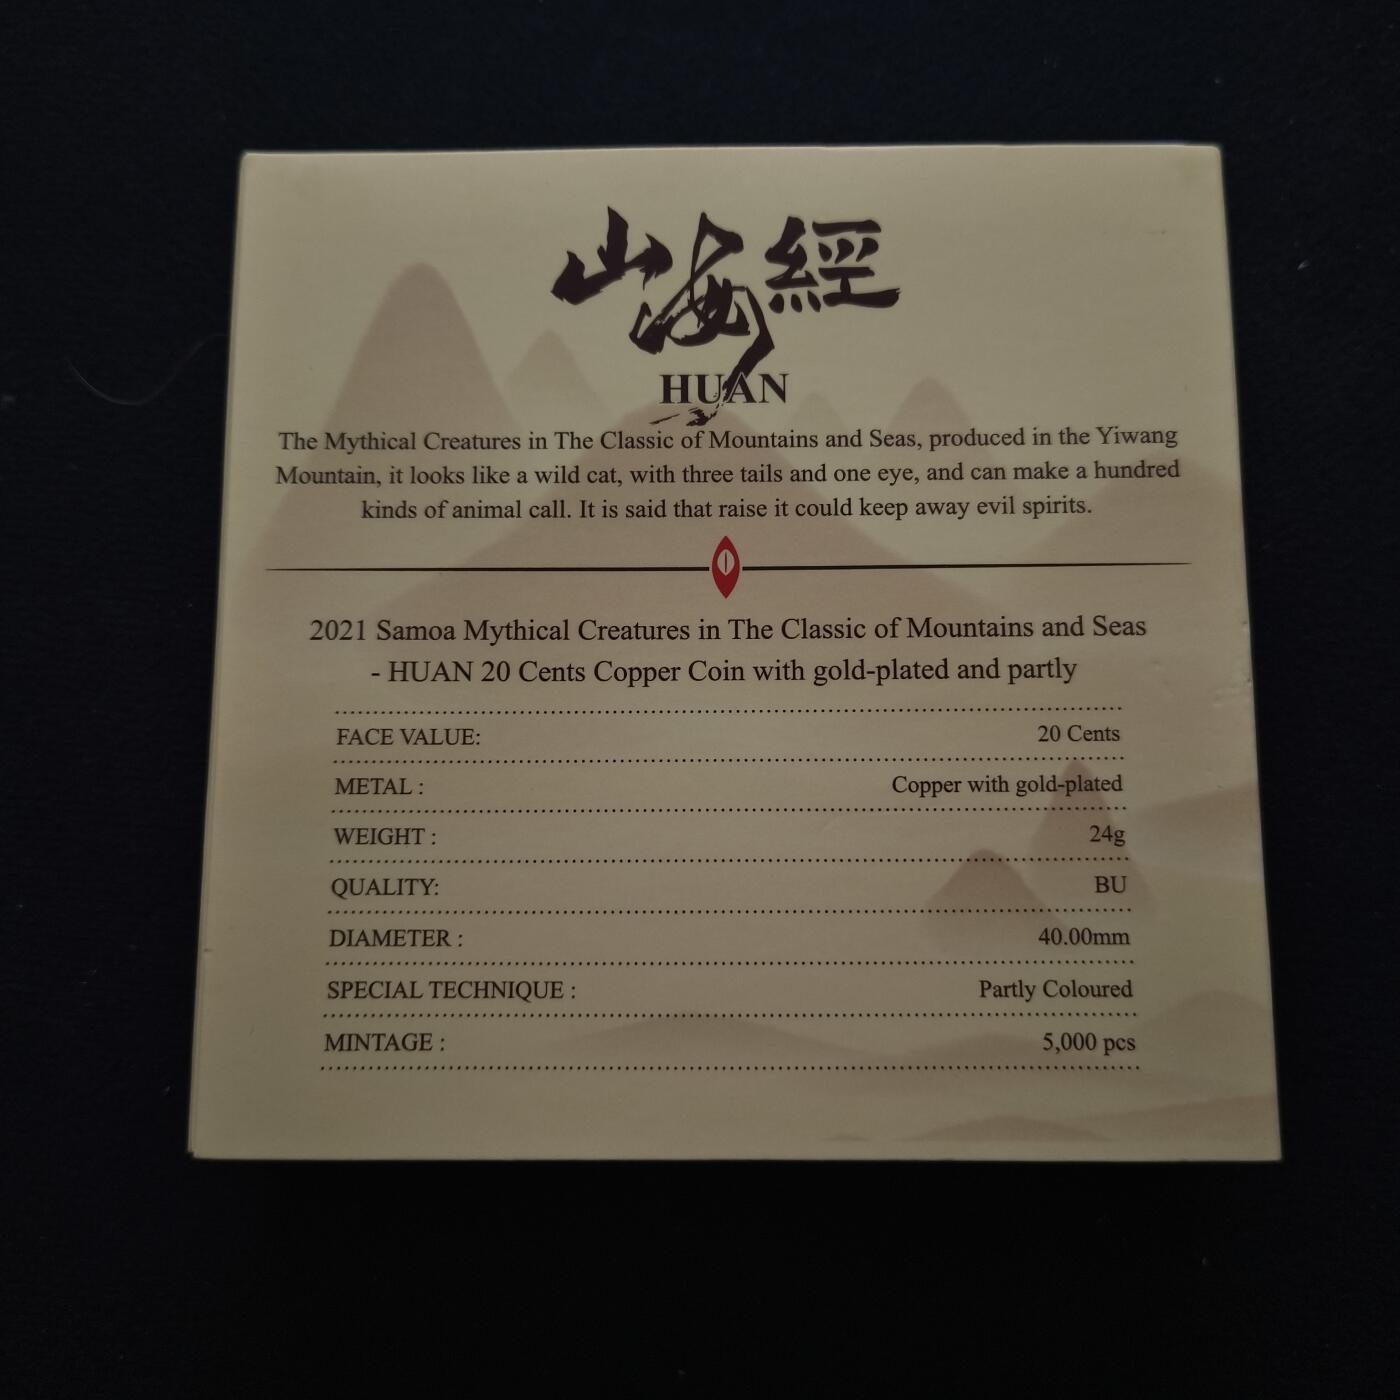 山海經
HUAN
The Mythical Creatures in The Classic of Mountains and Seas, produced in the Yiwang
Mountain, it looks like a wild cat, with three tails and one eye, and can make a hundred
kinds of animal call. It is said that raise it could keep away evil spirits.
2021 Samoa Mythical Creatures in The Classic of Mountains and Seas
- HUAN 20 Cents Copper Coin with gold-plated and partly
FACE VALUE: 20 Cents
METAL : Copper with gold-plated
WEIGHT : 24g
QUALITY: BU
DIAMETER : 40.00mm
SPECIAL TECHNIQUE : Partly Coloured
MINTAGE : 5,000 pcs